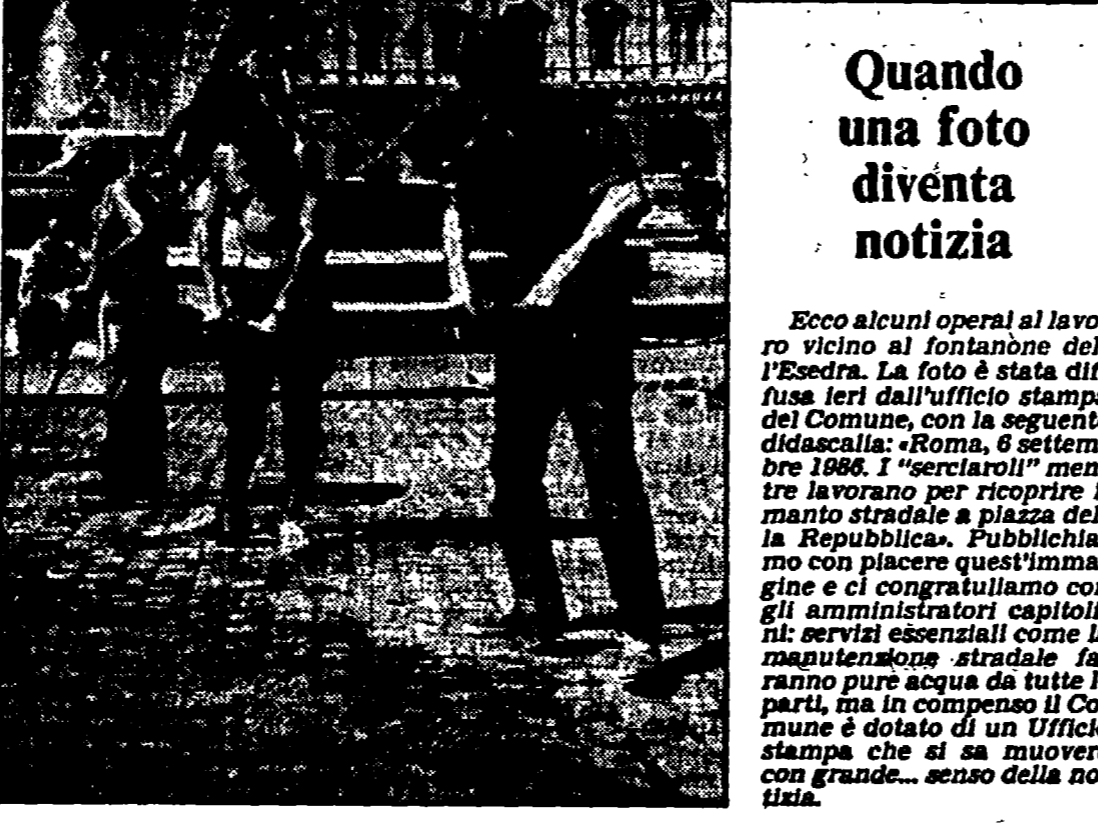 Quando
una foto
diventa
notizia
Ecco alcuni operai al lavo
ro vicino al fontanone del
l'Esedra. La foto è stata dif
fusa ieri dall'ufficio stampa
del Comune, con la seguente
didascalia: «Roma, 6 settem
bre 1986. I "serciaroli" men
tre lavorano per ricoprire i
manto stradale a piazza del
la Repubblica». Pubblichia
mo con piacere quest'imma
gine e ci congratuliamo con
gli amministratori capitoli
ni: servizi essenziali come la
manutenzione stradale fa
ranno pure acqua da tutte l
parti, ma in compenso il Co
mune è dotato di un Uffici
stampa che si sa muovere
con grande... senso della no
tizia.